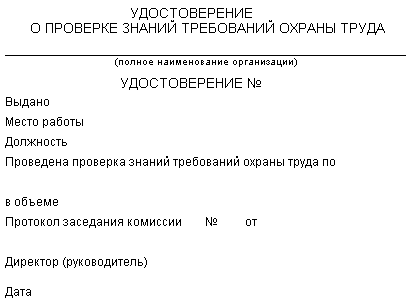 УДОСТОВЕРЕНИЕ
О ПРОВЕРКЕ ЗНАНИЙ ТРЕБОВАНИЙ ОХРАНЫ ТРУДА
(полное наименование организации)
УДОСТОВЕРЕНИЕ №
Выдано
Место работы
Должность
Проведена проверка знаний требований охраны труда по
в объеме
Протокол заседания комиссии № от
Директор (руководитель)
Дата